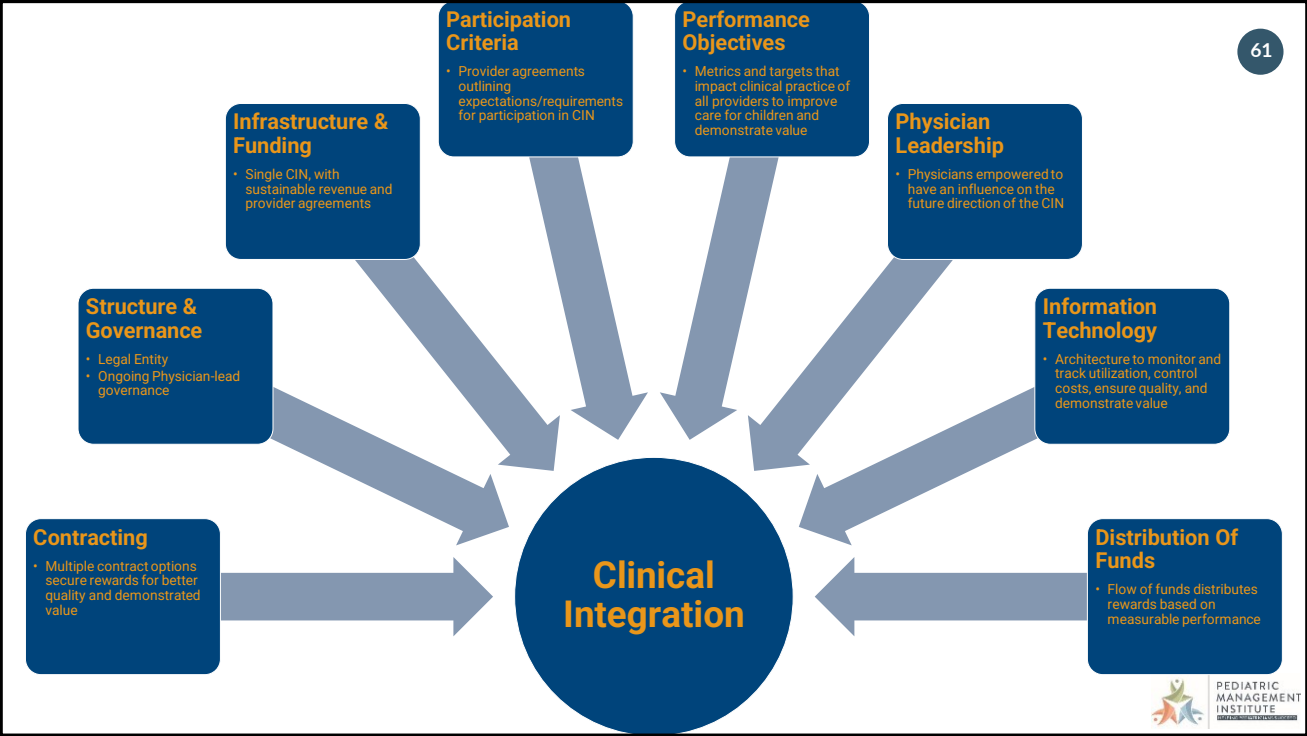 Participation
Criteria
• Provider agreements
outlining
expectations/requirements
for participation in CIN
Performance
Objectives
• Metrics and targets that
impact clinical practice of
all providers to improve
care for children and
demonstrate value
61
Infrastructure &
Funding
• Single CIN, with
sustainable revenue and
provider agreements
Physician
Leadership
• Physicians empowered to
have an influence on the
future direction of the CIN
Structure &
Governance
• Legal Entity
• Ongoing Physician-lead
governance
Information
Technology
• Architecture to monitor and
track utilization, control
costs, ensure quality, and
demonstrate value
Contracting
• Multiple contract options
secure rewards for better
quality and demonstrated
value
Clinical
Integration
Distribution Of
Funds
• Flow of funds distributes
rewards based on
measurable performance
PEDIATRIC
MANAGEMENT
INSTITUTE